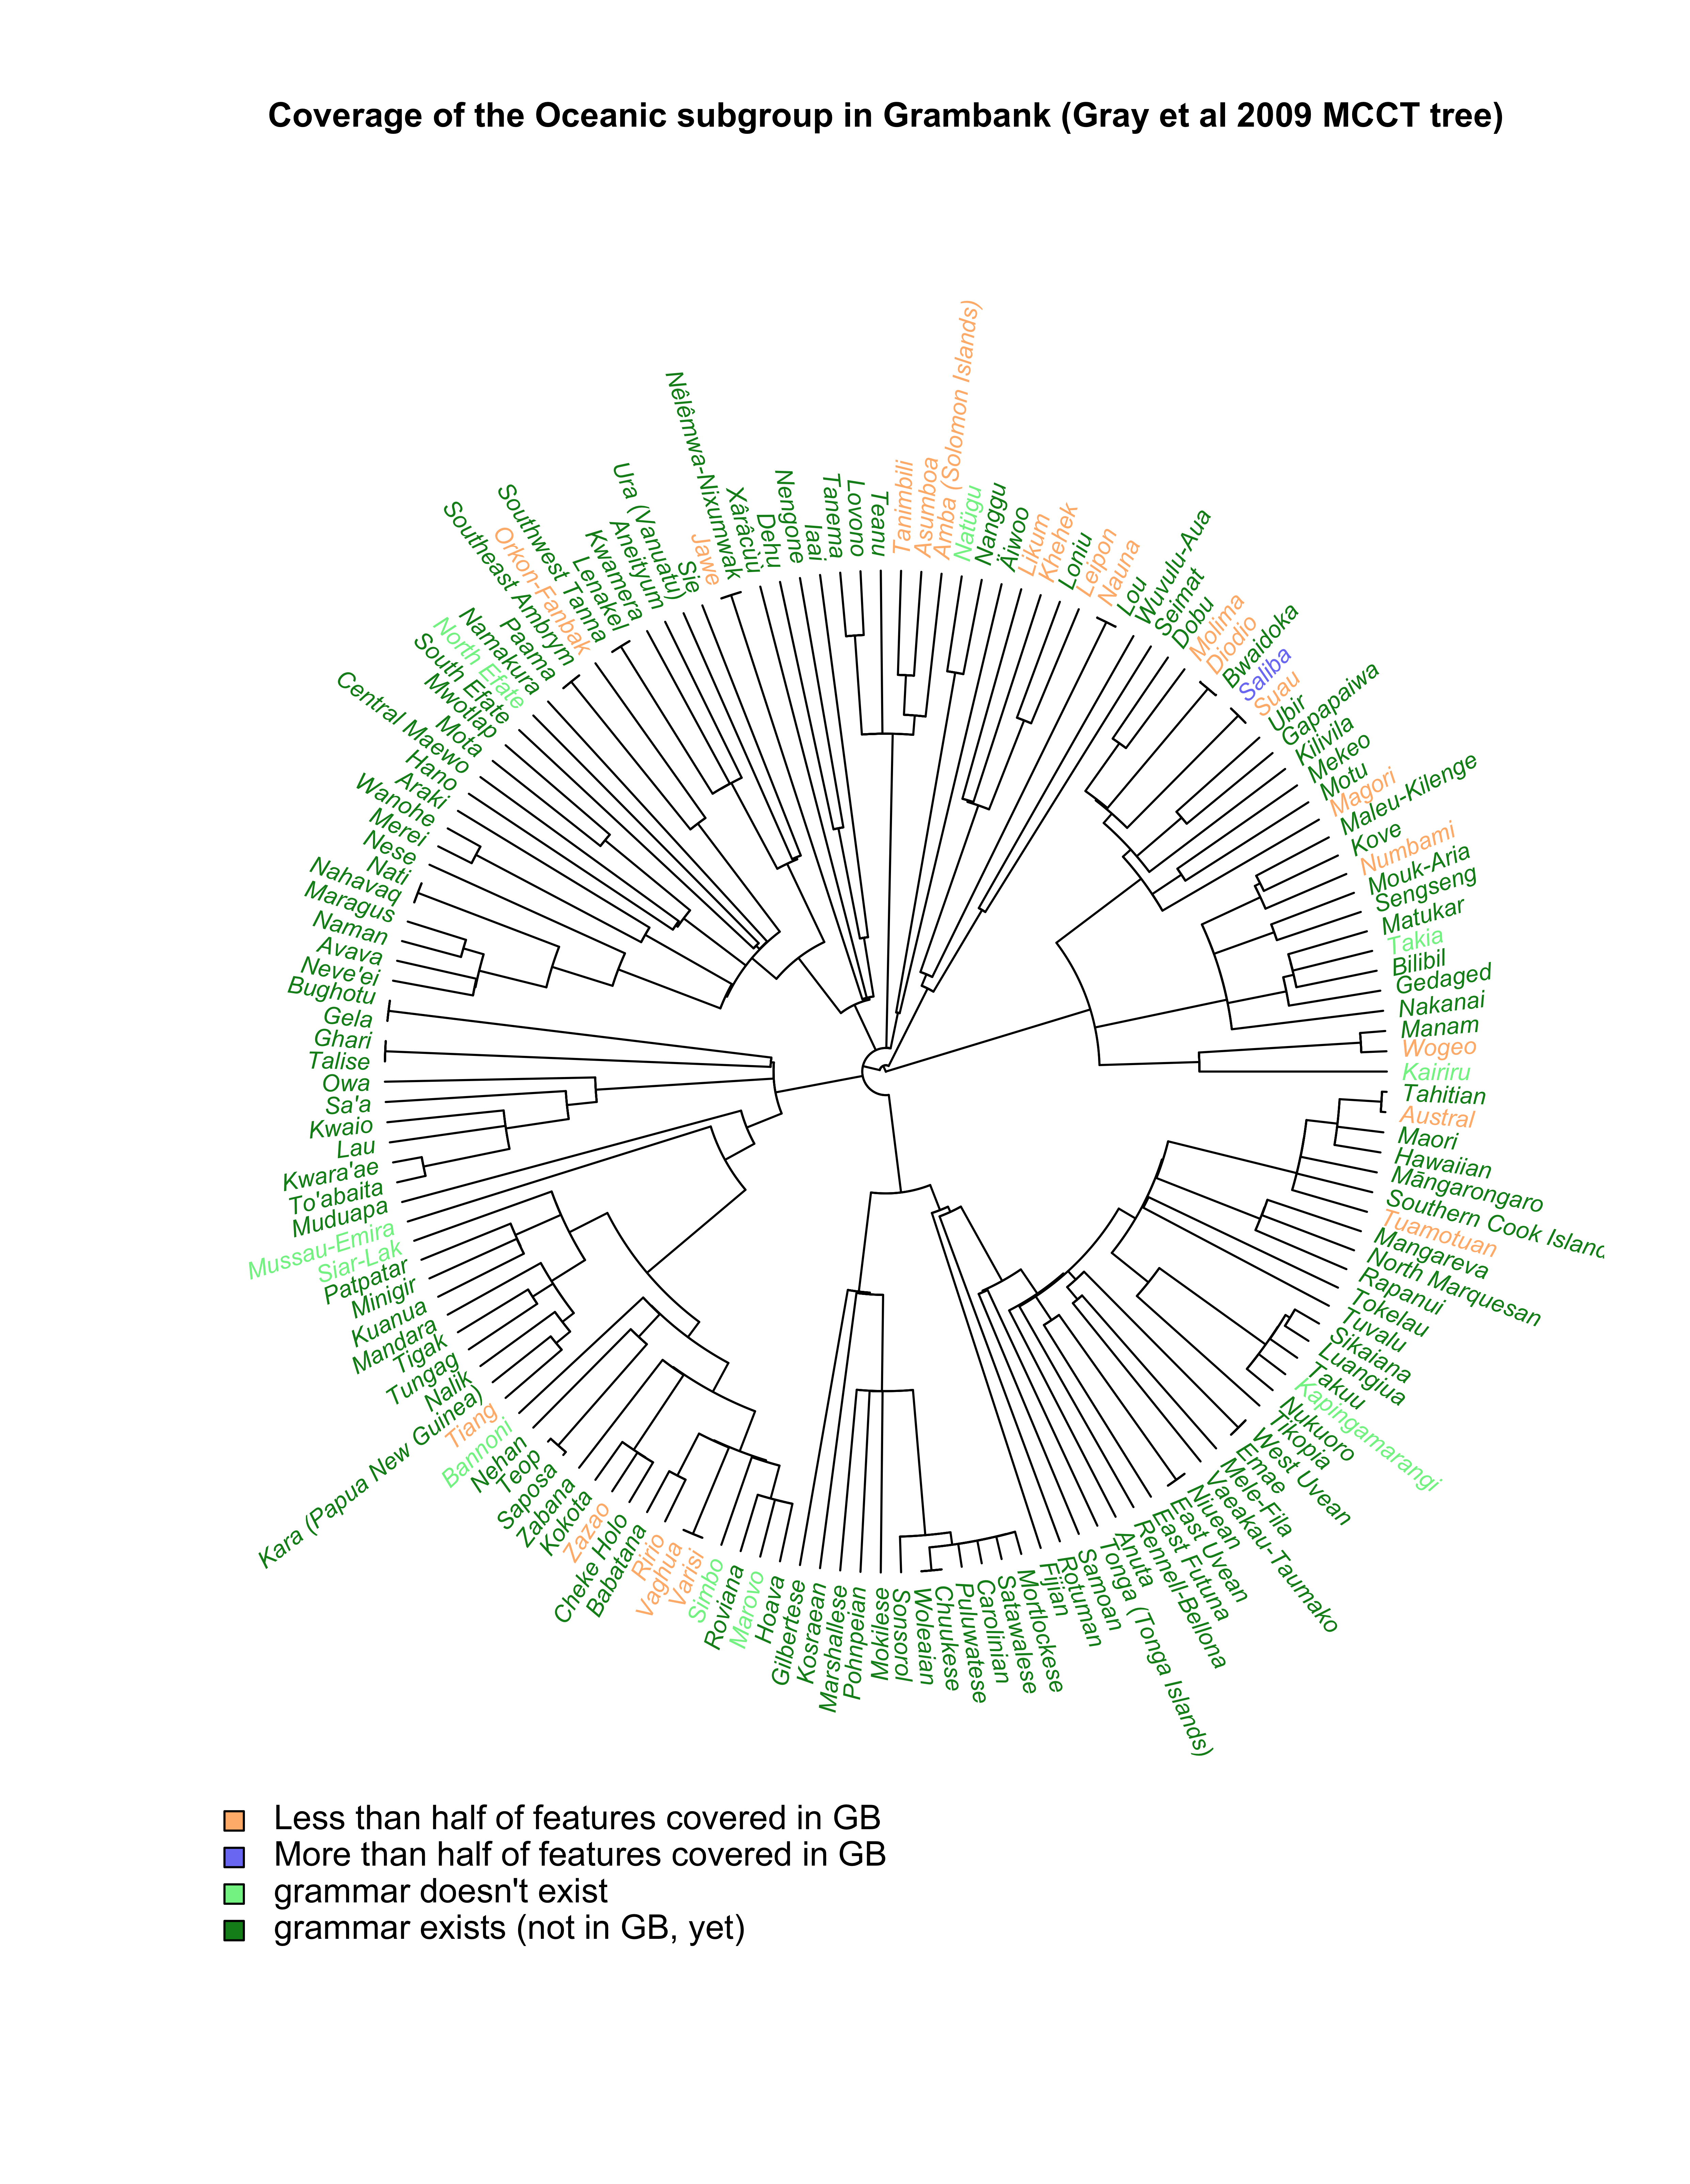 Coverage of the Oceanic subgroup in Grambank (Gray et al 2009 MCCT tree)
Tanimbili
Asumboa
Amba (Solomon Islands)
Natügu
Nanggu
Äiwoo
Likum
Khehek
Loniu
Leipon
Nauna
Lou
Wuvulu-Aua
Seimat
Dobu
Molima
Diodio
Bwaidoka
Saliba
Suau
Ubir
Gapapaiwa
Kilivila
Mekeo
Motu
Magori
Maleu-Kilenge
Kove
Numbami
Mouk-Aria
Sengseng
Matukar
Takia
Bilibil
Gedaged
Nakanai
Manam
Wogeo
Kairiru
Tahitian
Austral
Maori
Hawaiian
Māngarongaro
Southern Cook Island
Tuamotuan
Mangareva
North Marquesan
Rapanui
Tokelau
Tuvalu
Sikaiana
Luangiua
Takuu
Kapingamarangi
Nukuoro
Tikopia
West Uvean
Emae
Mele-Fila
Vaeakau-Taumako
Niuean
East Uvean
East Futuna
Rennell-Bellona
Anuta
Tonga (Tonga Islands)
Samoan
Rotuman
Fijian
Mortlockese
Satawalese
Carolinian
Puluwatese
Chuukese
Woleaian
Sonsorol
Mokilese
Pohnpeian
Marshallese
Kosraean
Gilbertese
Hoava
Marovo
Roviana
Simbo
Varisi
Vaghua
Ririo
Babatana
Cheke Holo
Zazao
Kokota
Zabana
Saposa
Teop
Nehan
Bannoni
Tiang
Kara (Papua New Guinea)
Nalik
Tungag
Tigak
Mandara
Kuanua
Minigir
Patpatar
Siar-Lak
Mussau-Emira
Muduapa
To'abaita
Kwara'ae
Lau
Kwaio
Sa'a
Owa
Talise
Ghari
Gela
Bughotu
Neve'ei
Avava
Naman
Maragus
Nahavaq
Nati
Nese
Merei
Wanohe
Araki
Hano
Central Maewo
Mota
Mwotlap
South Efate
North Efate
Namakura
Paama
Southeast Ambrym
Orkon-Fanbak
Southwest Tanna
Lenakel
Kwamera
Aneityum
Ura (Vanuatu)
Sie
Jawe
Nêlêmwa-Nixumwak
Xârâcùù
Dehu
Nengone
Iaai
Tanema
Lovono
Teanu
Less than half of features covered in GB
More than half of features covered in GB
grammar doesn't exist
grammar exists (not in GB, yet)